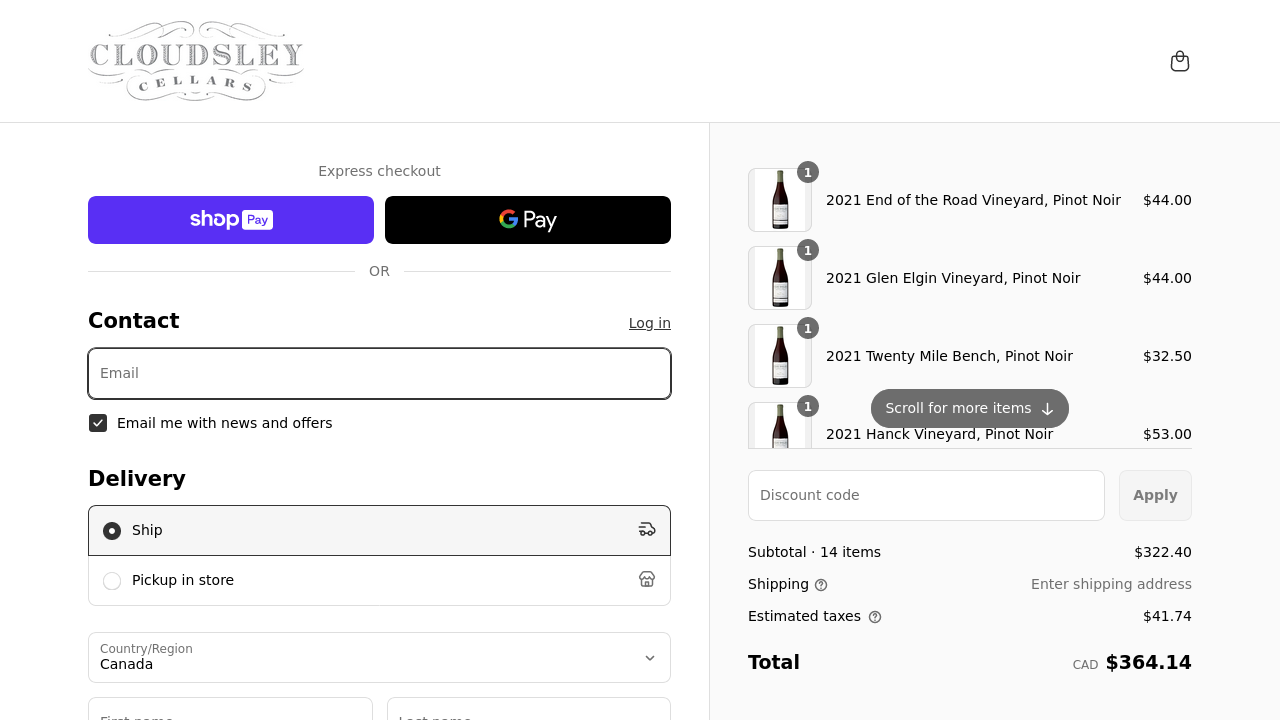 CLOUDSLEY
CELLARS
Express checkout
shop Pay
G Pay
OR
Contact
Log in
Email
Email me with news and offers
Delivery
Ship
Pickup in store
Country/Region
Canada
First name
Last name
1
2021 End of the Road Vineyard, Pinot Noir
$44.00
1
2021 Glen Elgin Vineyard, Pinot Noir
$44.00
1
2021 Twenty Mile Bench, Pinot Noir
$32.50
Scroll for more items
1
2021 Hanck Vineyard, Pinot Noir
$53.00
Discount code
Apply
Subtotal · 14 items
$322.40
Shipping
Enter shipping address
Estimated taxes
$41.74
Total
CAD $364.14